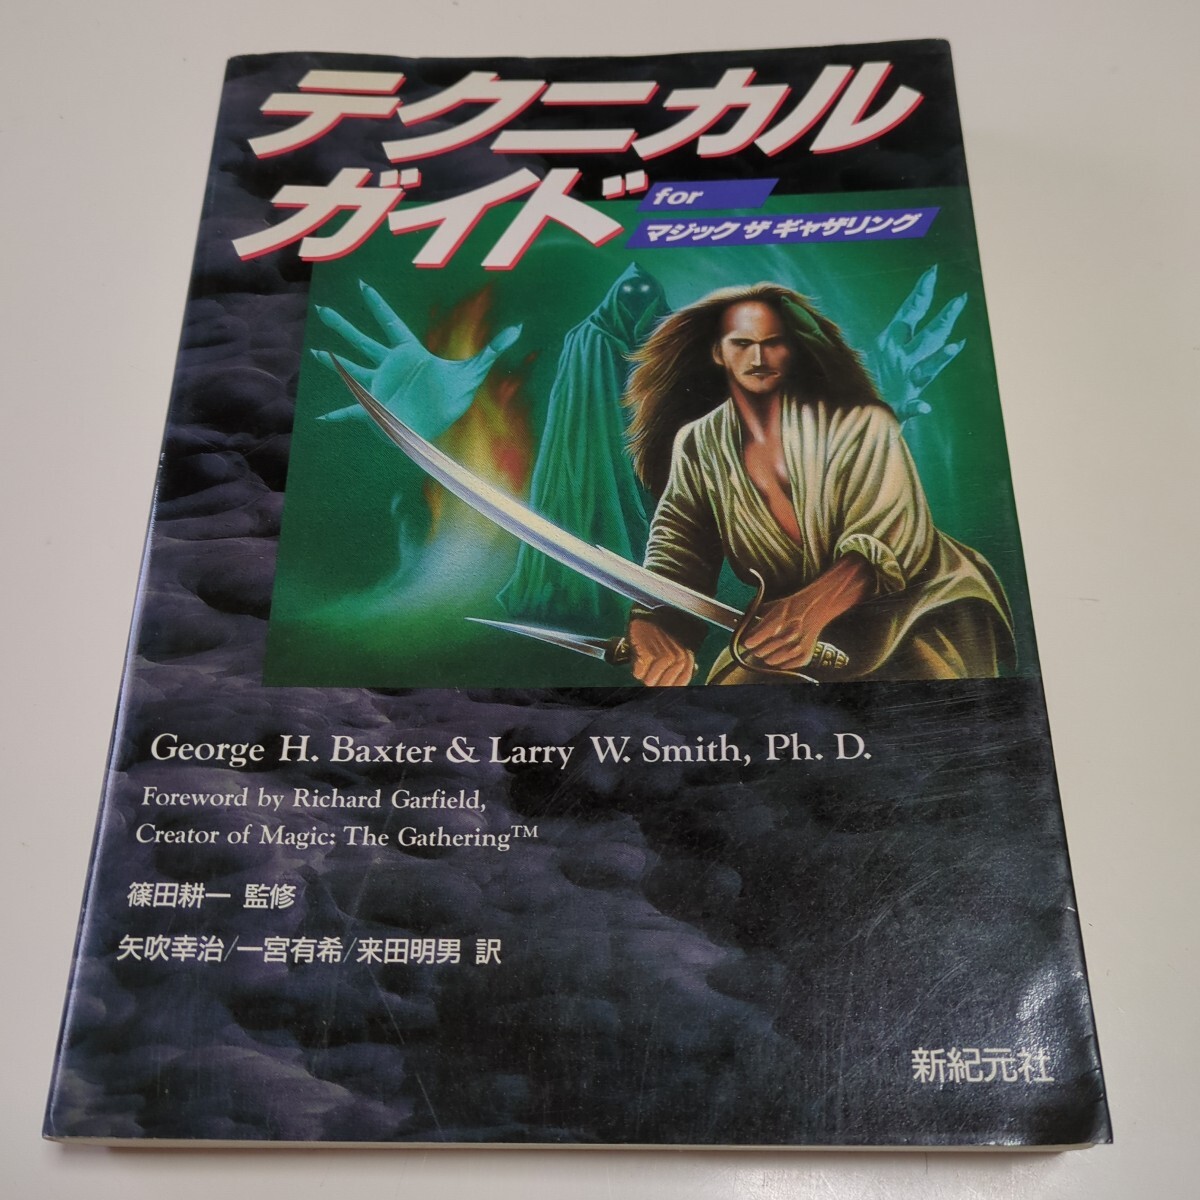 テクニカル
ガイド
for
マジック ザ ギャザリング
George H. Baxter & Larry W. Smith, Ph. D.
Foreword by Richard Garfield,
Creator of Magic: The Gathering™
篠田耕一 監修
矢吹幸治/一宮有希/来田明男 訳
新紀元社